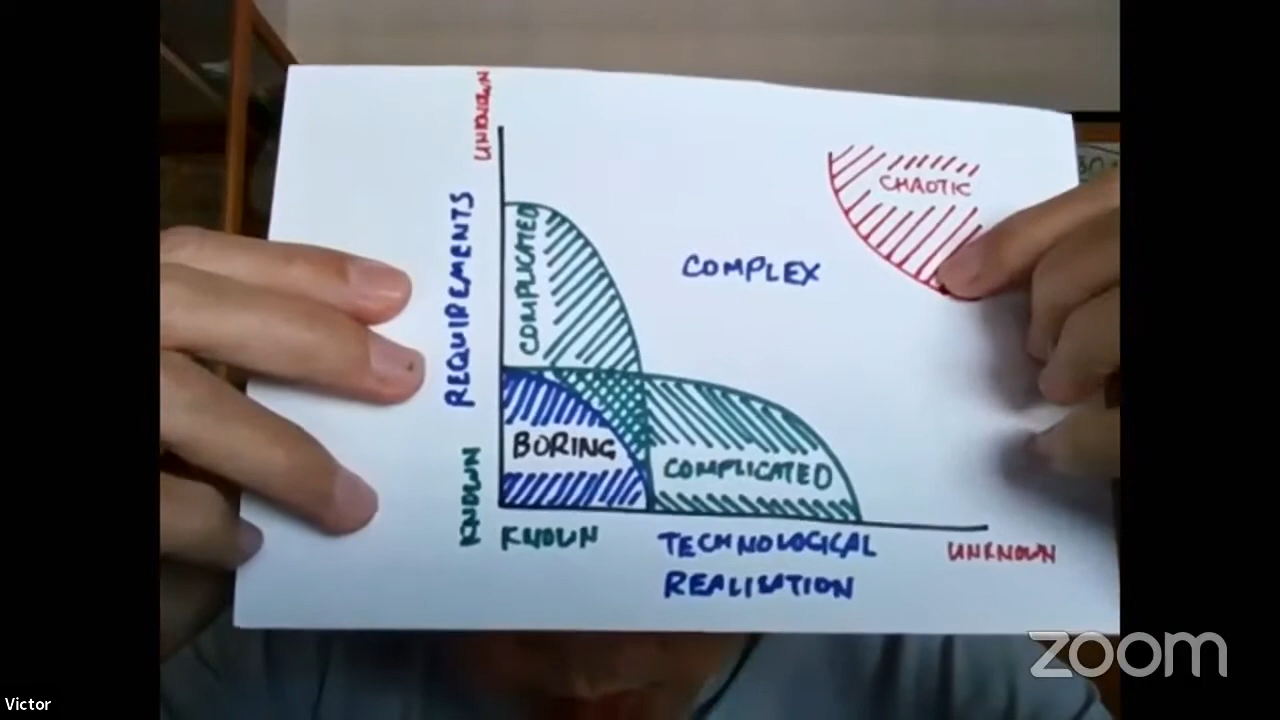 UNKNOWN
CHAOTIC
REQUIREMENTS
COMPLICATED
COMPLEX
BORING
COMPLICATED
KNOWN
KNOWN
TECHNOLOGICAL
REALISATION
UNKNOWN
zoom
Victor